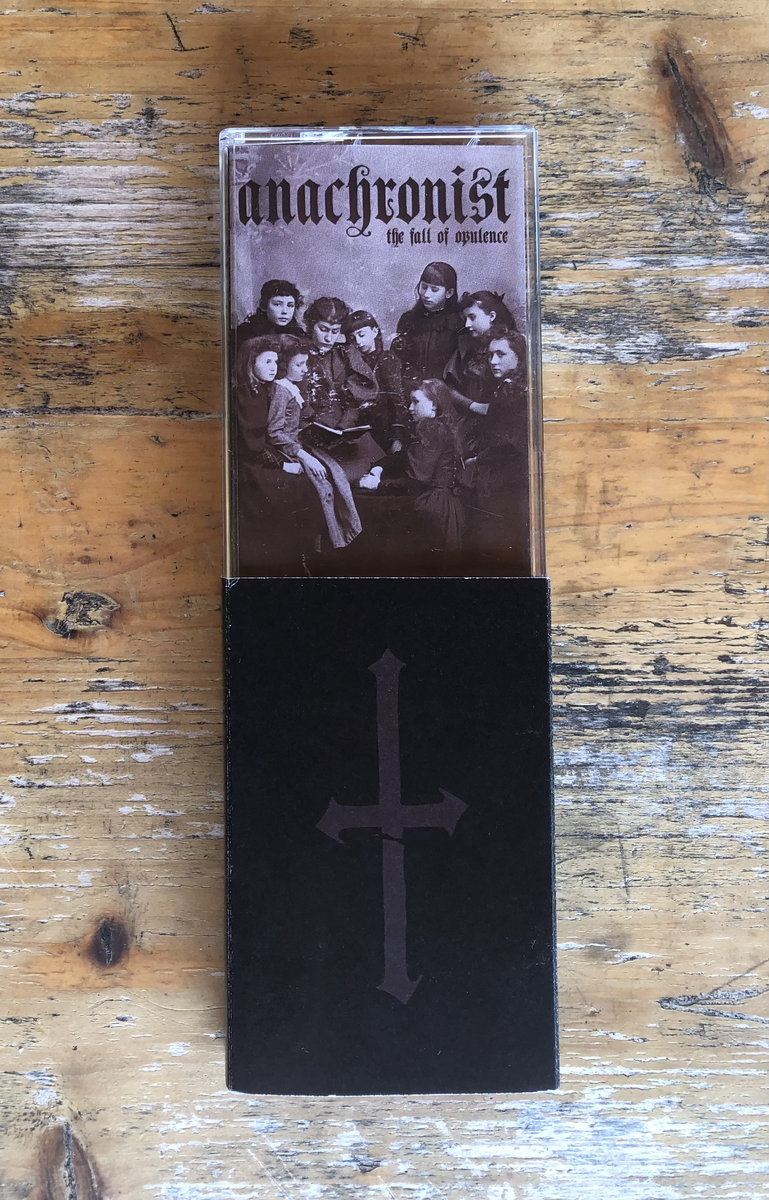 anachronist
the fall of opulence